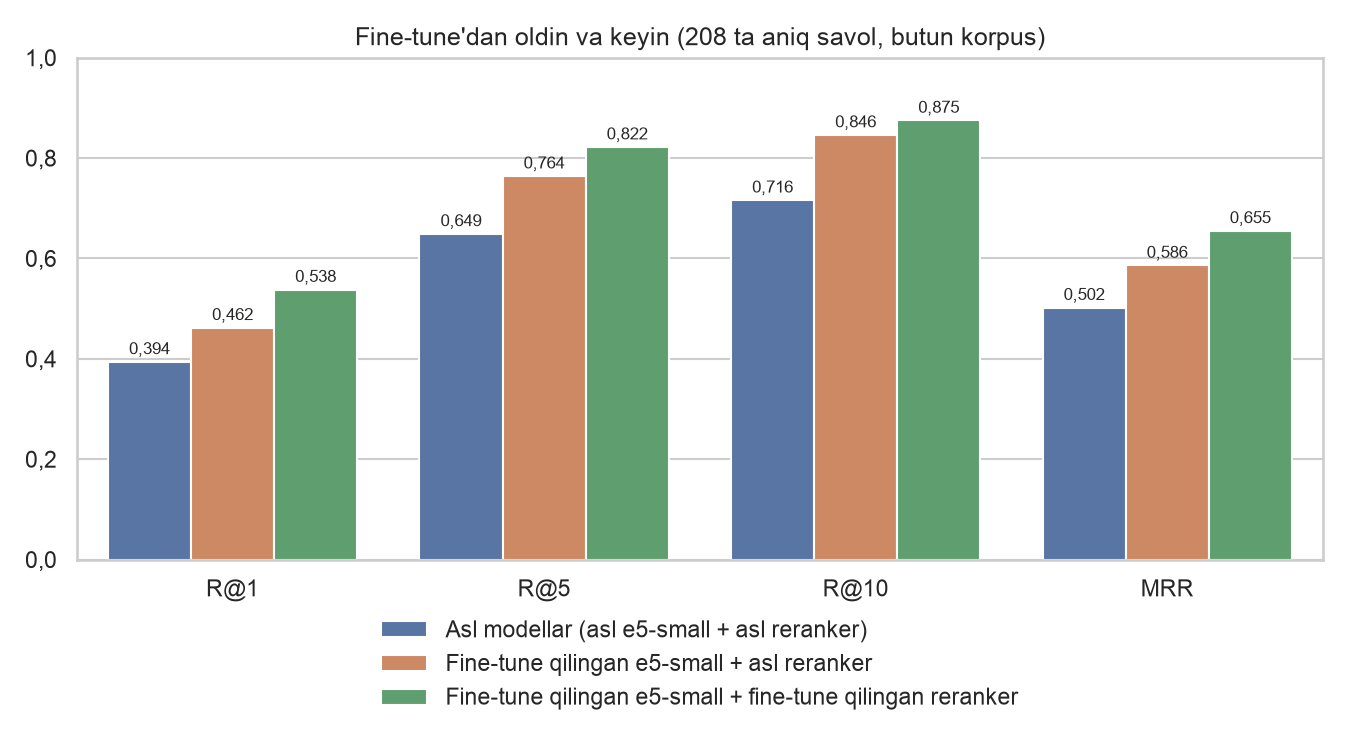 Fine-tune'dan oldin va keyin (208 ta aniq savol, butun korpus)
1,0
0,8
0,6
0,4
0,2
0,0
0,394
0,462
0,538
0,649
0,764
0,822
0,716
0,846
0,875
0,502
0,586
0,655
R@1
R@5
R@10
MRR
Asl modellar (asl e5-small + asl reranker)
Fine-tune qilingan e5-small + asl reranker
Fine-tune qilingan e5-small + fine-tune qilingan reranker